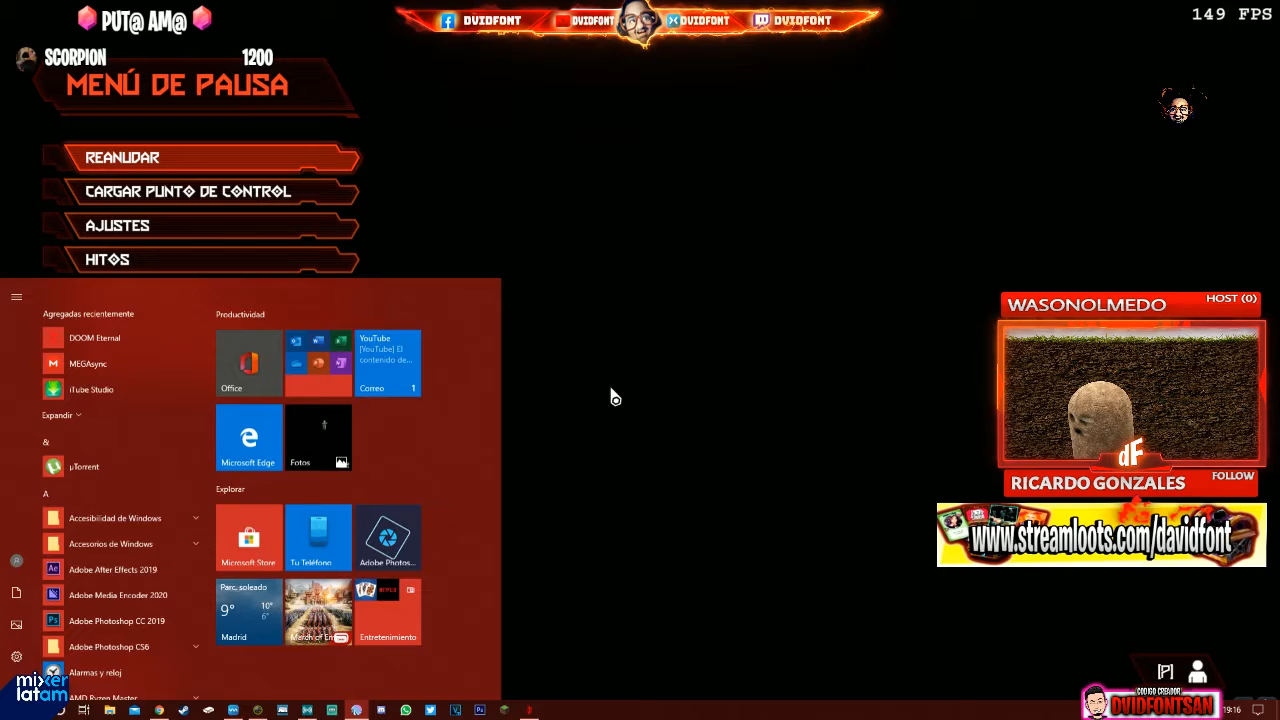 PUT@ AM@
DVIDFONT
DVIDFONT
DVIDFONT
DVIDFONT
149 FPS
SCORPION 1200
MENÚ DE PAUSA
REANUDAR
CARGAR PUNTO DE CONTROL
AJUSTES
HITOS
Agregadas recientemente
DOOM Eternal
MEGAsync
iTube Studio
Expandir
&
µTorrent
A
Accesibilidad de Windows
Accesorios de Windows
Adobe After Effects 2019
Adobe Media Encoder 2020
Adobe Photoshop CC 2019
Adobe Photoshop CS6
Alarmas y reloj
AMD Ryzen Master
Productividad
Office
YouTube
[YouTube] El
contenido de...
Correo 1
Microsoft Edge
Fotos
Explorar
Microsoft Store
Tu Teléfono
Adobe Photos...
Parc. soleado
9° 10°
6°
Madrid
March of Em
NETFLIX
Entretenimiento
WASONOLMEDO
HOST (0)
dF
RICARDO GONZALES
FOLLOW
www.streamloots.com/davidfont
[P]
CODIGO CREADOR
DVIDFONTSAN
19:16
mixer
latam